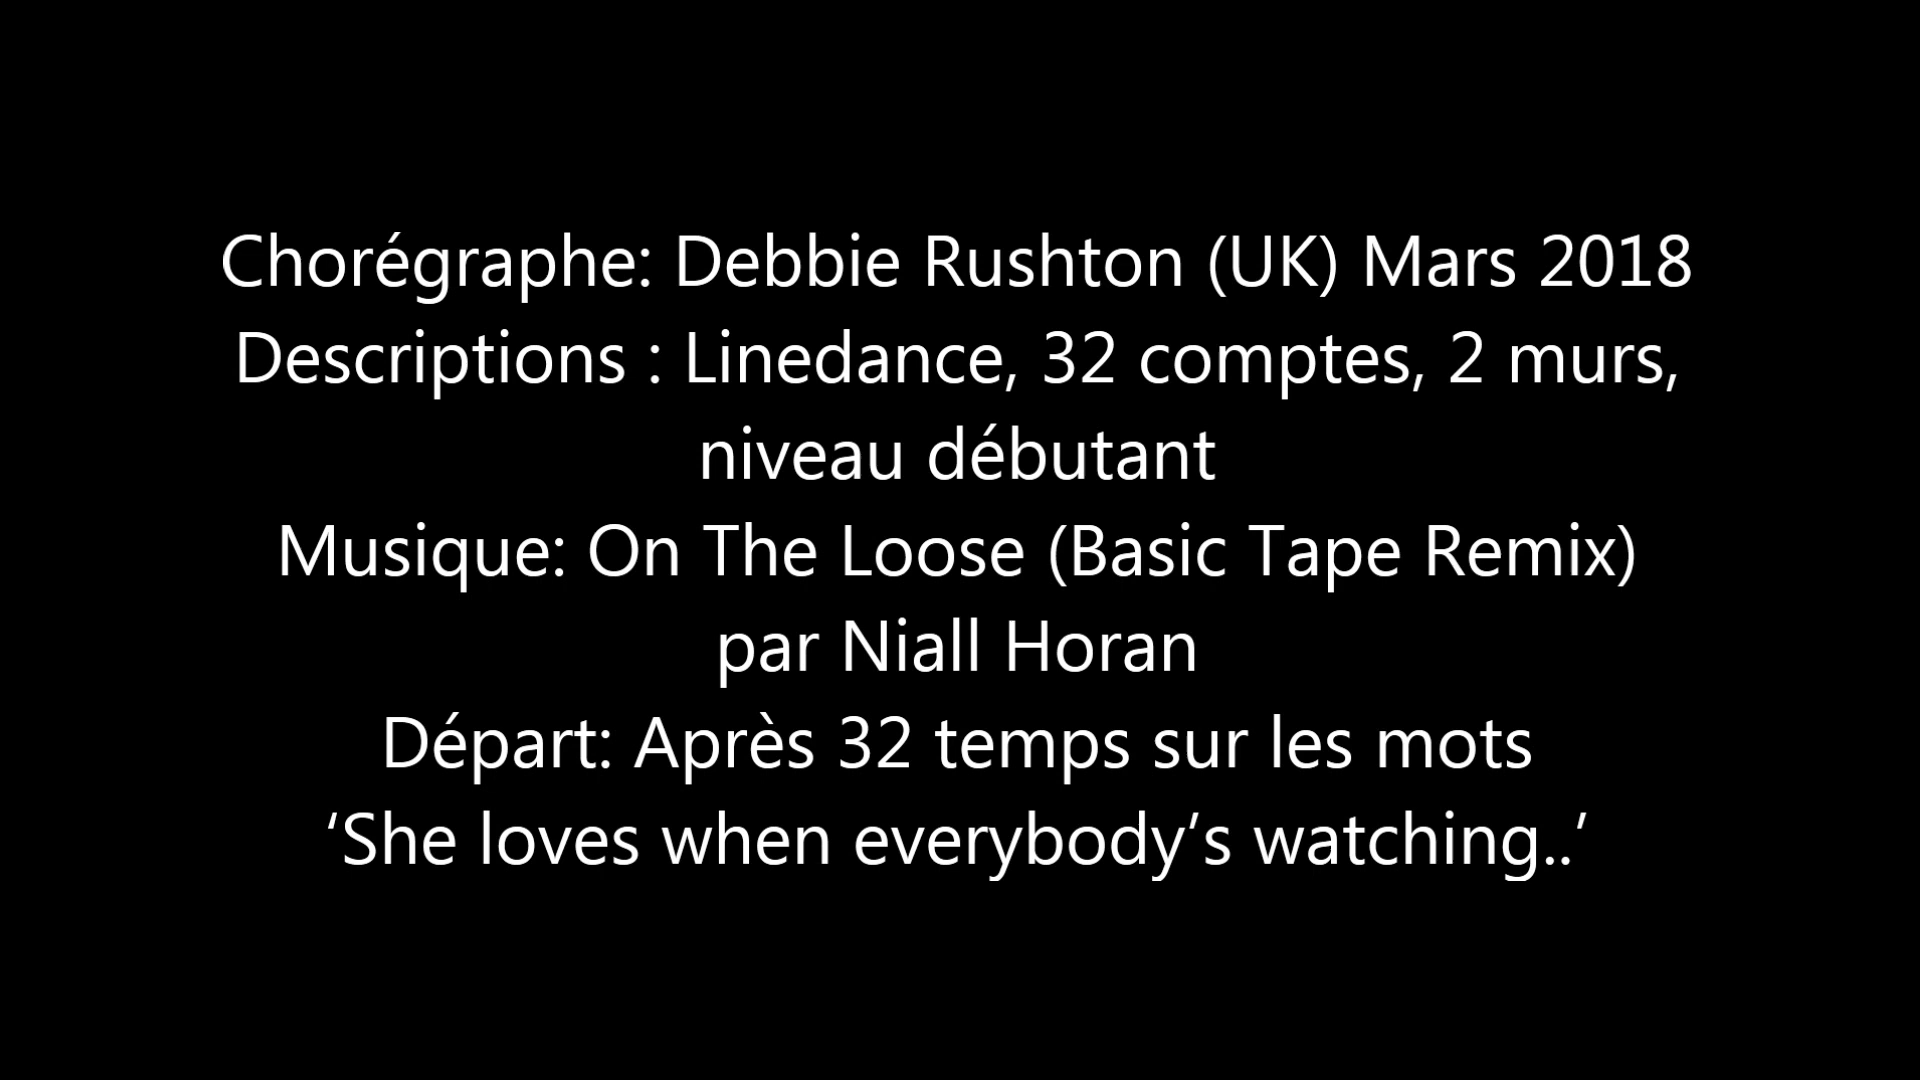 Chorégraphe: Debbie Rushton (UK) Mars 2018
Descriptions : Linedance, 32 comptes, 2 murs,
niveau débutant
Musique: On The Loose (Basic Tape Remix)
par Niall Horan
Départ: Après 32 temps sur les mots
‘She loves when everybody’s watching..’